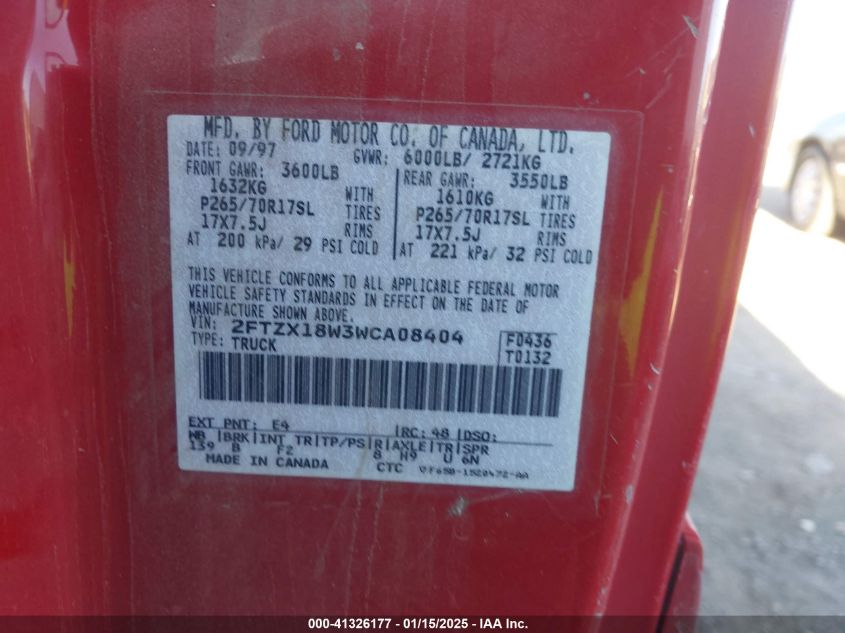 MFD. BY FORD MOTOR CO. OF CANADA, LTD.
DATE: 09/97 GVWR: 6000LB/ 2721KG
FRONT GAWR: 3600LB REAR GAWR: 3550LB
1632KG WITH 1610KG WITH
P265/70R17SL TIRES P265/70R17SL TIRES
17X7.5J RIMS 17X7.5J RIMS
AT 200 kPa/ 29 PSI COLD AT 221 kPa/ 32 PSI COLD
THIS VEHICLE CONFORMS TO ALL APPLICABLE FEDERAL MOTOR
VEHICLE SAFETY STANDARDS IN EFFECT ON THE DATE OF
MANUFACTURE SHOWN ABOVE.
VIN: 2FTZX18W3WCA08404 F0436
TYPE: TRUCK T0132
EXT PNT: E4 RC: 48 DSO:
WB BRK INT TR TP/PS R AXLE TR SPR
139 B F2 8 H9 U 6N
MADE IN CANADA CTC
000-41326177 - 01/15/2025 - IAA Inc.